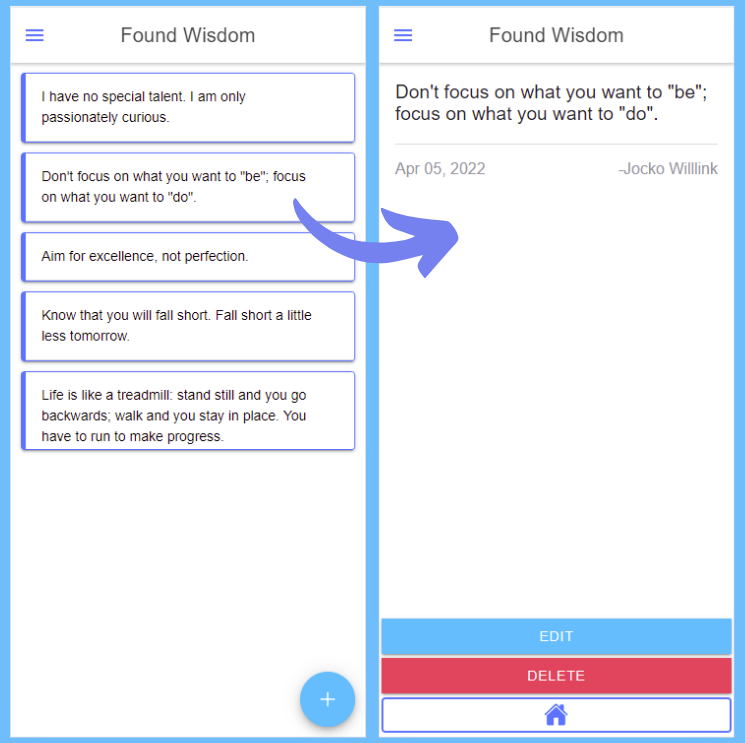 Found Wisdom
I have no special talent. I am only
passionately curious.
Don't focus on what you want to "be"; focus
on what you want to "do".
Aim for excellence, not perfection.
Know that you will fall short. Fall short a little
less tomorrow.
Life is like a treadmill: stand still and you go
backwards; walk and you stay in place. You
have to run to make progress.
+
Found Wisdom
Don't focus on what you want to "be";
focus on what you want to "do".
Apr 05, 2022
-Jocko Willlink
EDIT
DELETE